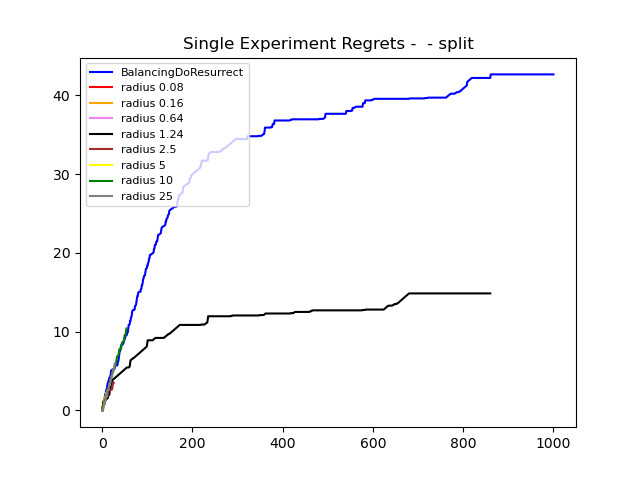 Single Experiment Regrets -  - split
BalancingDoResurrect
radius 0.08
radius 0.16
radius 0.64
radius 1.24
radius 2.5
radius 5
radius 10
radius 25
40
30
20
10
0
0 200 400 600 800 1000